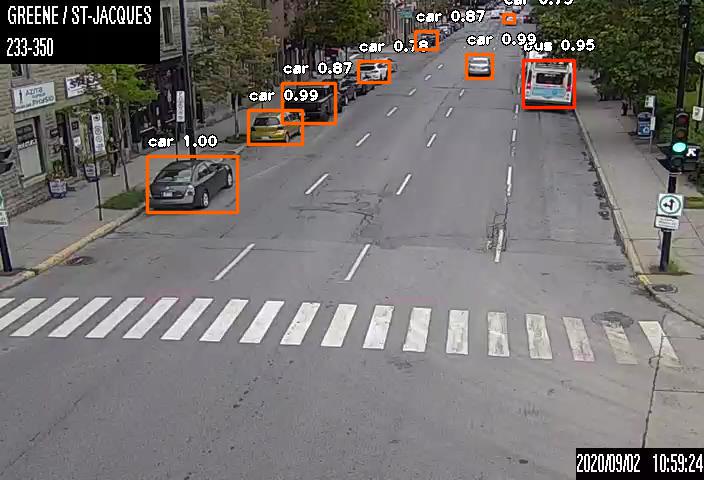 GREENE / ST-JACQUES
233-350
car 0.87
car 0.78
car 0.99
bus 0.95
car 0.87
car 0.99
car 1.00
2020/09/02 10:59:24